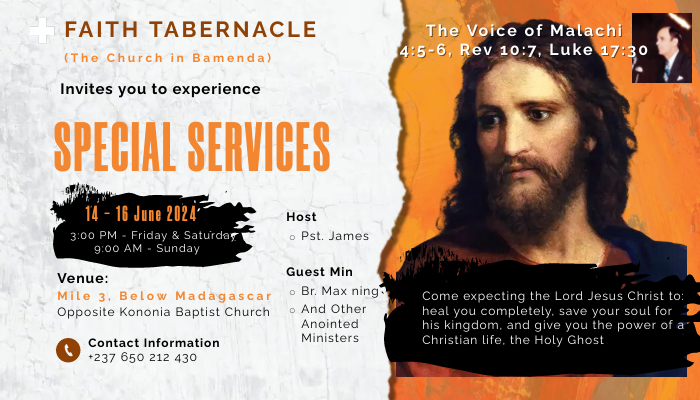 FAITH TABERNACLE
(The Church in Bamenda)
Invites you to experience
SPECIAL SERVICES
14 - 16 June 2024
3:00 PM - Friday & Saturday
9:00 AM - Sunday
Venue:
Mile 3, Below Madagascar
Opposite Kononia Baptist Church
Contact Information
+237 650 212 430
Host
Pst. James
Guest Min
Br. Max ning
And Other
Anointed
Ministers
The Voice of Malachi
4:5-6, Rev 10:7, Luke 17:30
Come expecting the Lord Jesus Christ to:
heal you completely, save your soul for
his kingdom, and give you the power of a
Christian life, the Holy Ghost